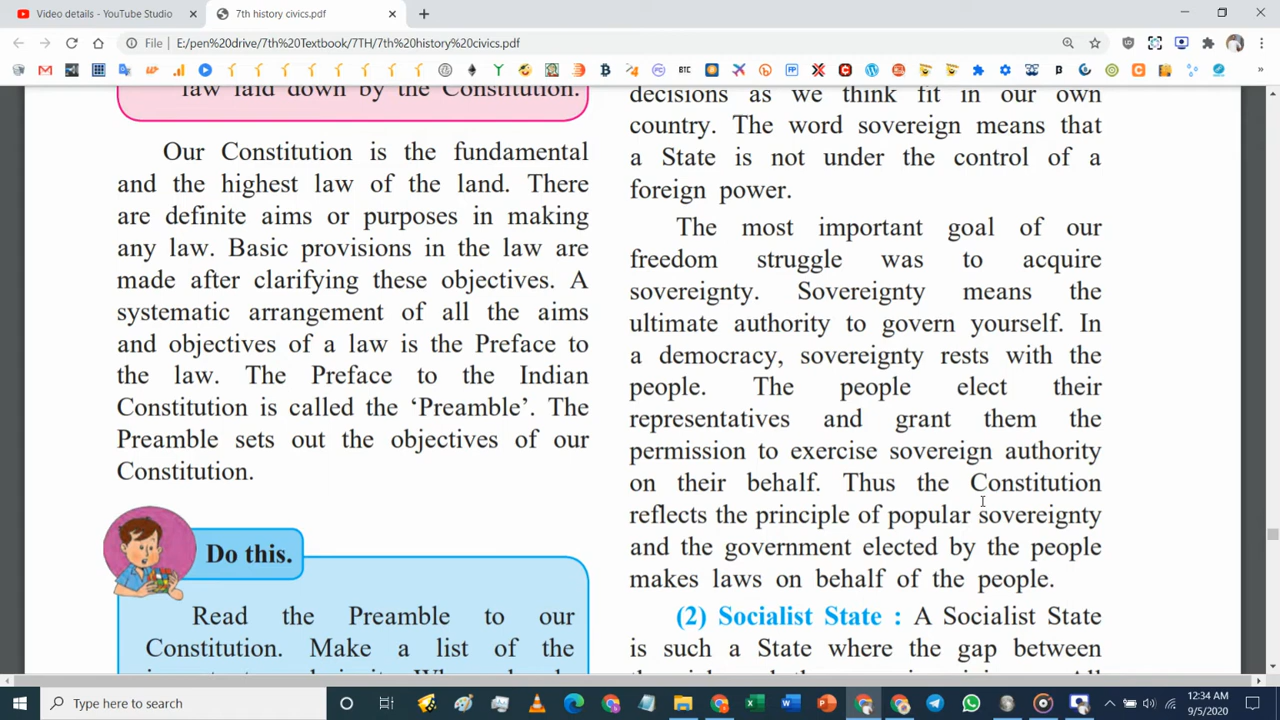 Video details - YouTube Studio
7th history civics.pdf
File
E:/pen%20drive/7th%20Textbook/7TH/7th%20history%20civics.pdf
law laid down by the Constitution.
Our Constitution is the fundamental
and the highest law of the land. There
are definite aims or purposes in making
any law. Basic provisions in the law are
made after clarifying these objectives. A
systematic arrangement of all the aims
and objectives of a law is the Preface to
the law. The Preface to the Indian
Constitution is called the ‘Preamble’. The
Preamble sets out the objectives of our
Constitution.
Do this.
Read the Preamble to our
Constitution. Make a list of the
decisions as we think fit in our own
country. The word sovereign means that
a State is not under the control of a
foreign power.
The most important goal of our
freedom struggle was to acquire
sovereignty. Sovereignty means the
ultimate authority to govern yourself. In
a democracy, sovereignty rests with the
people. The people elect their
representatives and grant them the
permission to exercise sovereign authority
on their behalf. Thus the Constitution
reflects the principle of popular sovereignty
and the government elected by the people
makes laws on behalf of the people.
(2) Socialist State : A Socialist State
is such a State where the gap between
Type here to search
12:34 AM
9/5/2020